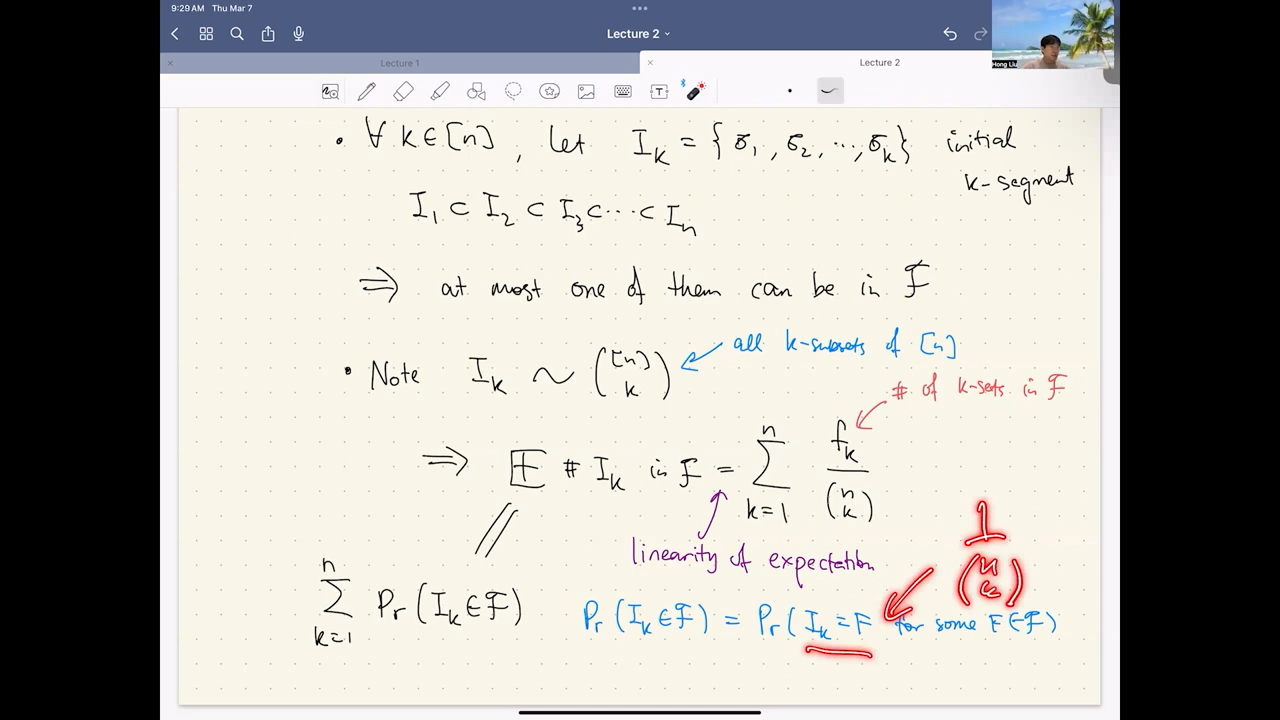 9:29 AM Thu Mar 7
Lecture 2
Hong Liu
Lecture 1
Lecture 2
• ∀ k∈[n], let I_k = {σ_1, σ_2, ..., σ_k} initial
k-segment
I_1 ⊂ I_2 ⊂ I_3 ⊂ ... ⊂ I_n
⇒ at most one of them can be in F
all k-subsets of [n]
• Note I_k ~ ([n] k)
# of k-sets in F
⇒ E # I_k in F = Σ_{k=1}^{n} f_k / (n k)
linearity of expectation
1
(n k)
Σ_{k=1}^{n} Pr(I_k ∈ F) Pr(I_k ∈ F) = Pr(I_k = F for some F∈F)